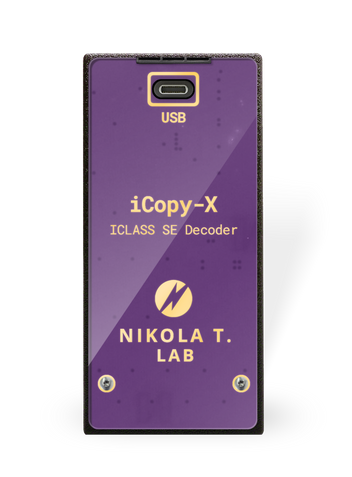 USB
iCopy-X
ICLASS SE Decoder
NIKOLA T.
LAB